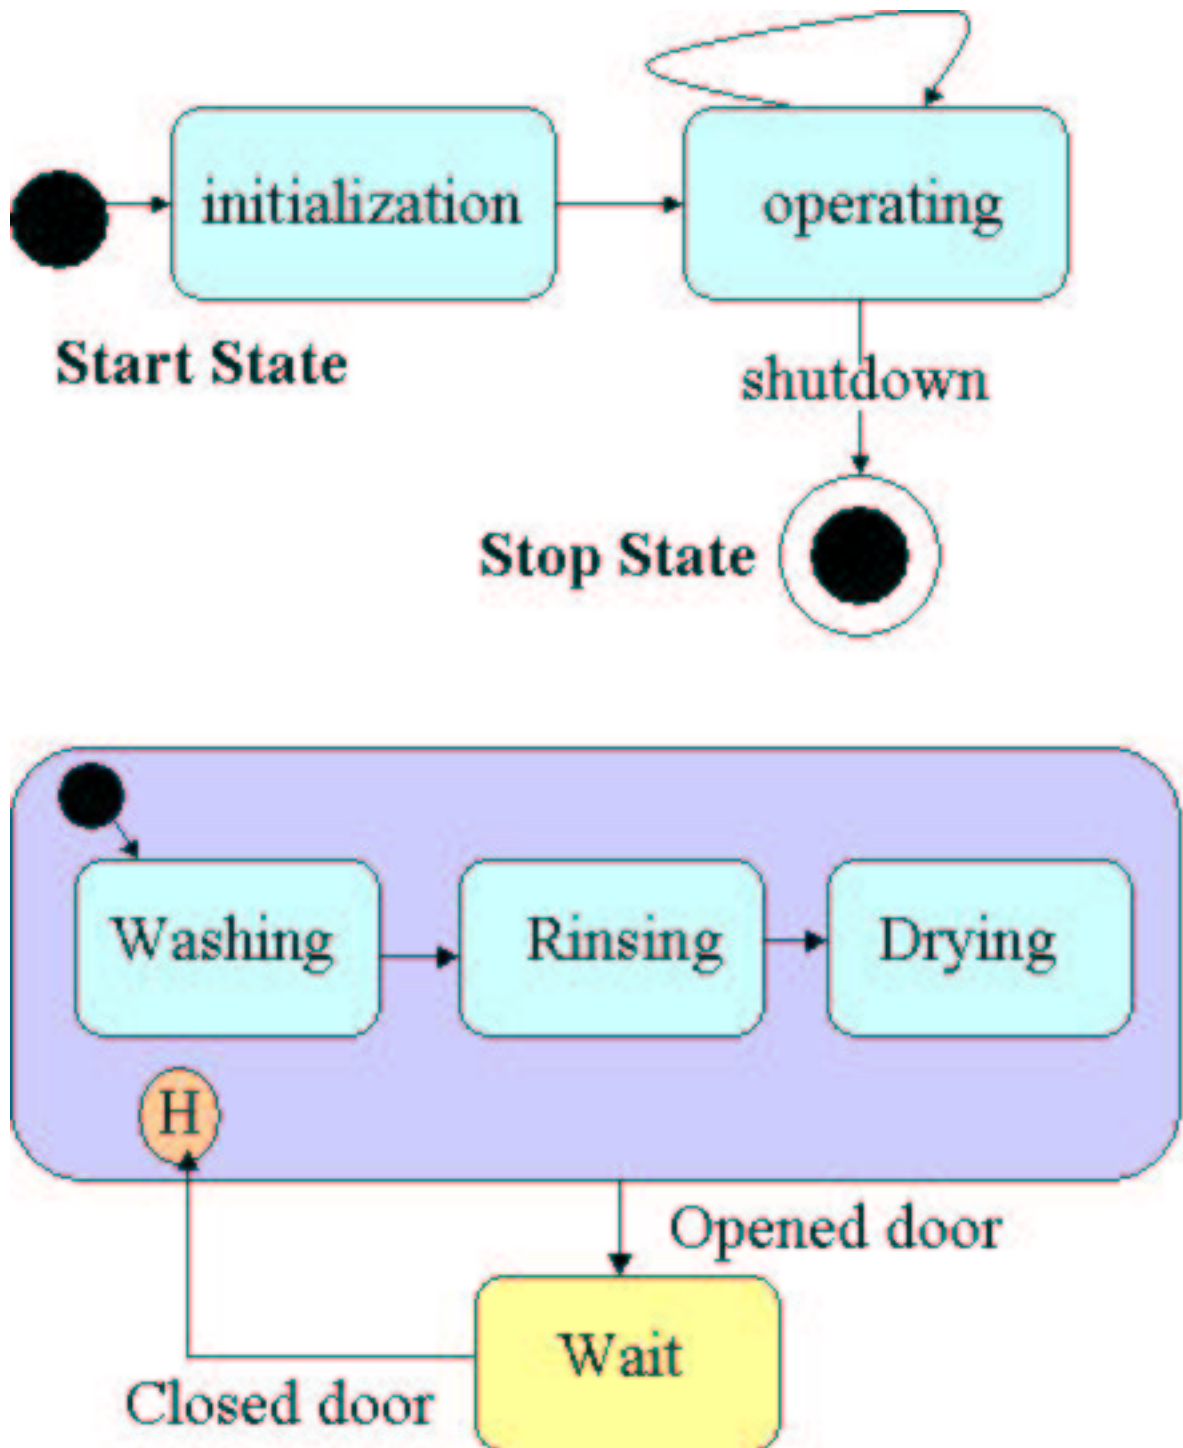 initialization
operating
Start State
shutdown
Stop State
Washing
Rinsing
Drying
H
Opened door
Wait
Closed door